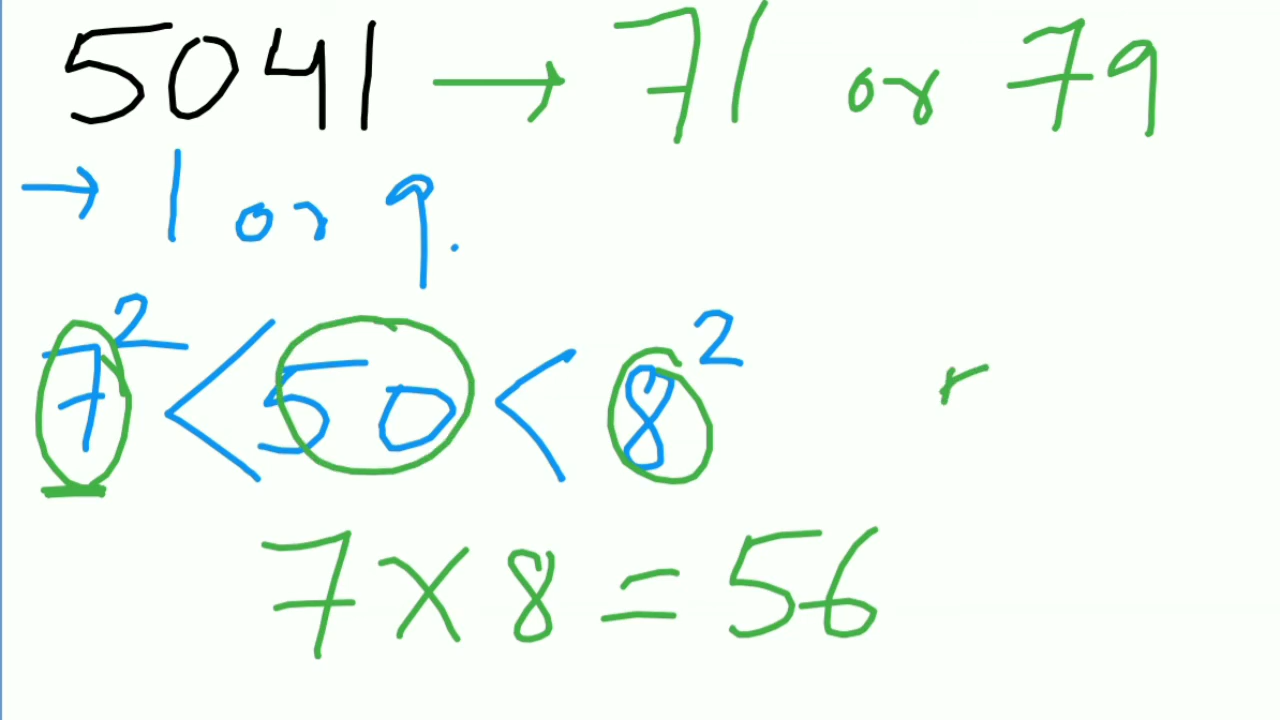 5041 → 71 or 79
→ 1 or 9.
7² < 50 < 8²
7 × 8 = 56